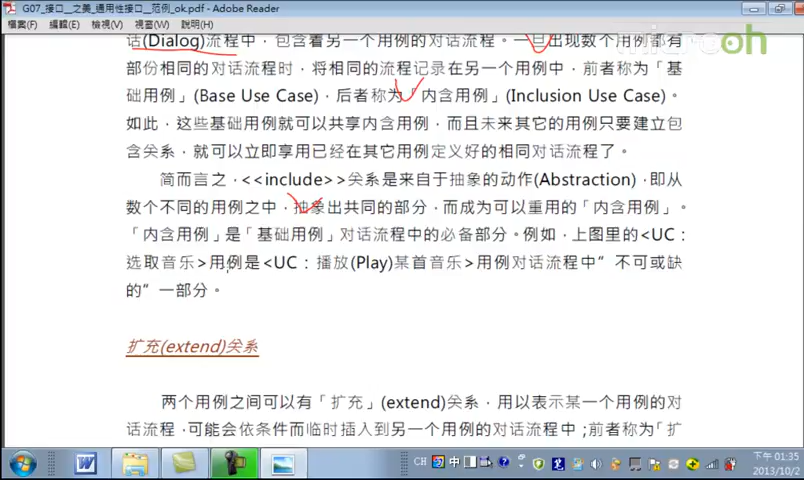 G07_接口__之美_通用性接口__范例_ok.pdf - Adobe Reader
檔案(F) 編輯(E) 檢視(V) 視窗(W) 說明(H)
microoh
话(Dialog)流程中，包含着另一个用例的对话流程。一旦出现数个用例都有
部份相同的对话流程时，将相同的流程记录在另一个用例中，前者称为「基
础用例」(Base Use Case)，后者称为「内含用例」(Inclusion Use Case)。
如此，这些基础用例就可以共享内含用例，而且未来其它的用例只要建立包
含关系，就可以立即享用已经在其它用例定义好的相同对话流程了。
简而言之，<<include>>关系是来自于抽象的动作(Abstraction)，即从
数个不同的用例之中，抽象出共同的部分，而成为可以重用的「内含用例」。
「内含用例」是「基础用例」对话流程中的必备部分。例如，上图里的<UC：
选取音乐>用例是<UC：播放(Play)某首音乐>用例对话流程中”不可或缺
的”一部分。
扩充(extend)关系
两个用例之间可以有「扩充」(extend)关系，用以表示某一个用例的对
话流程，可能会依条件而临时插入到另一个用例的对话流程中；前者称为「扩
CH 中
下午 01:35
2013/10/2